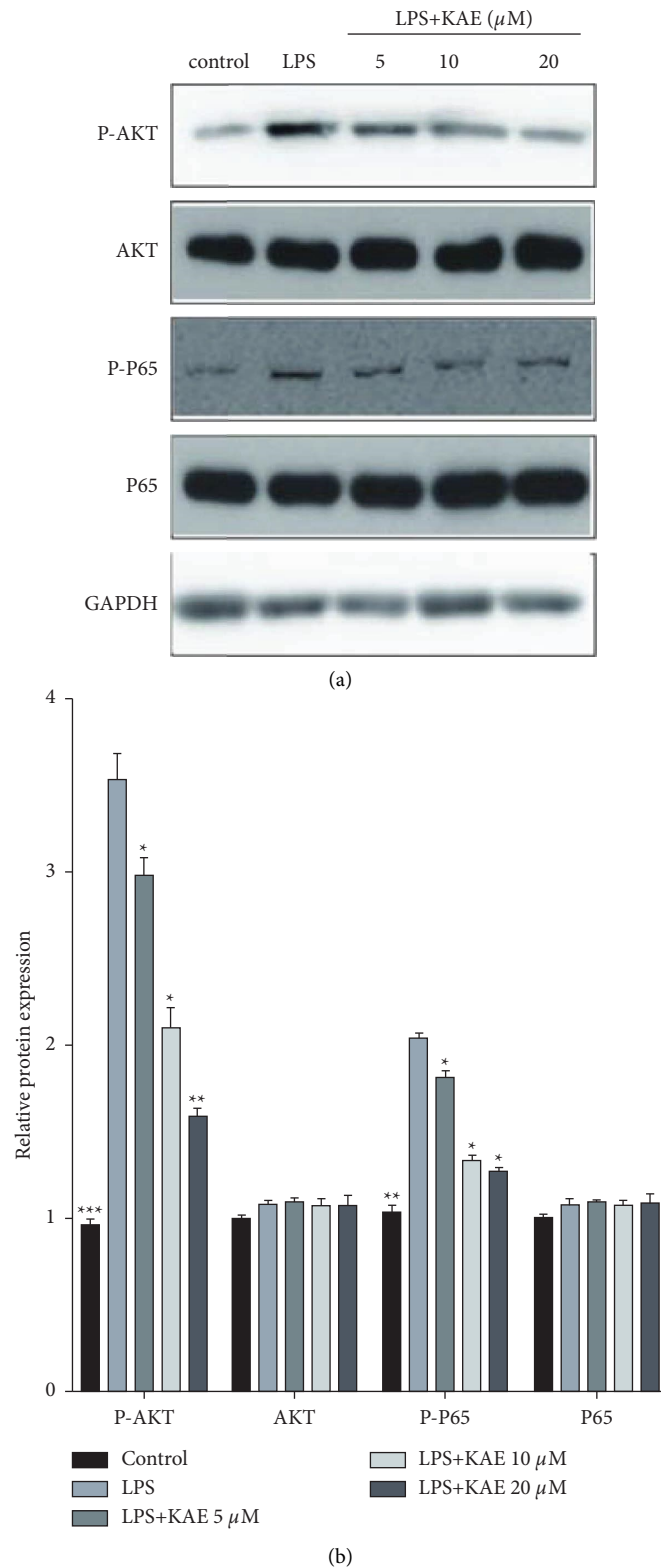 LPS+KAE (µM)
control LPS 5 10 20
P-AKT
AKT
P-P65
P65
GAPDH
(a)
4
3
2
1
0
Relative protein expression
***
*
*
**
**
*
*
*
P-AKT AKT P-P65 P65
Control LPS+KAE 10 µM
LPS LPS+KAE 20 µM
LPS+KAE 5 µM
(b)